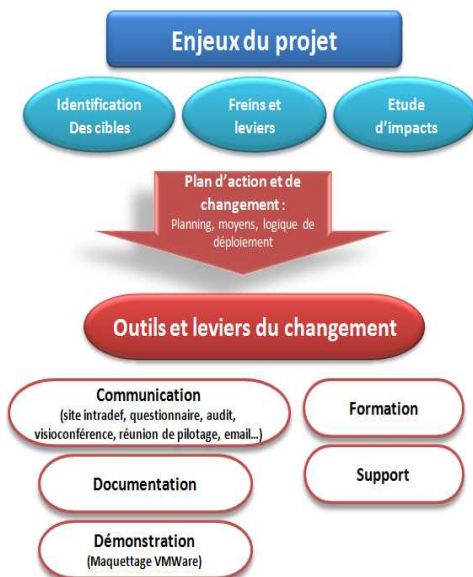 Enjeux du projet
Identification
Des cibles
Freins et
leviers
Etude
d'impacts
Plan d'action et de
changement :
Planning, moyens, logique de
déploiement
Outils et leviers du changement
Communication
(site intradef, questionnaire, audit,
visioconférence, réunion de pilotage, email...)
Formation
Documentation
Support
Démonstration
(Maquettage VMWare)